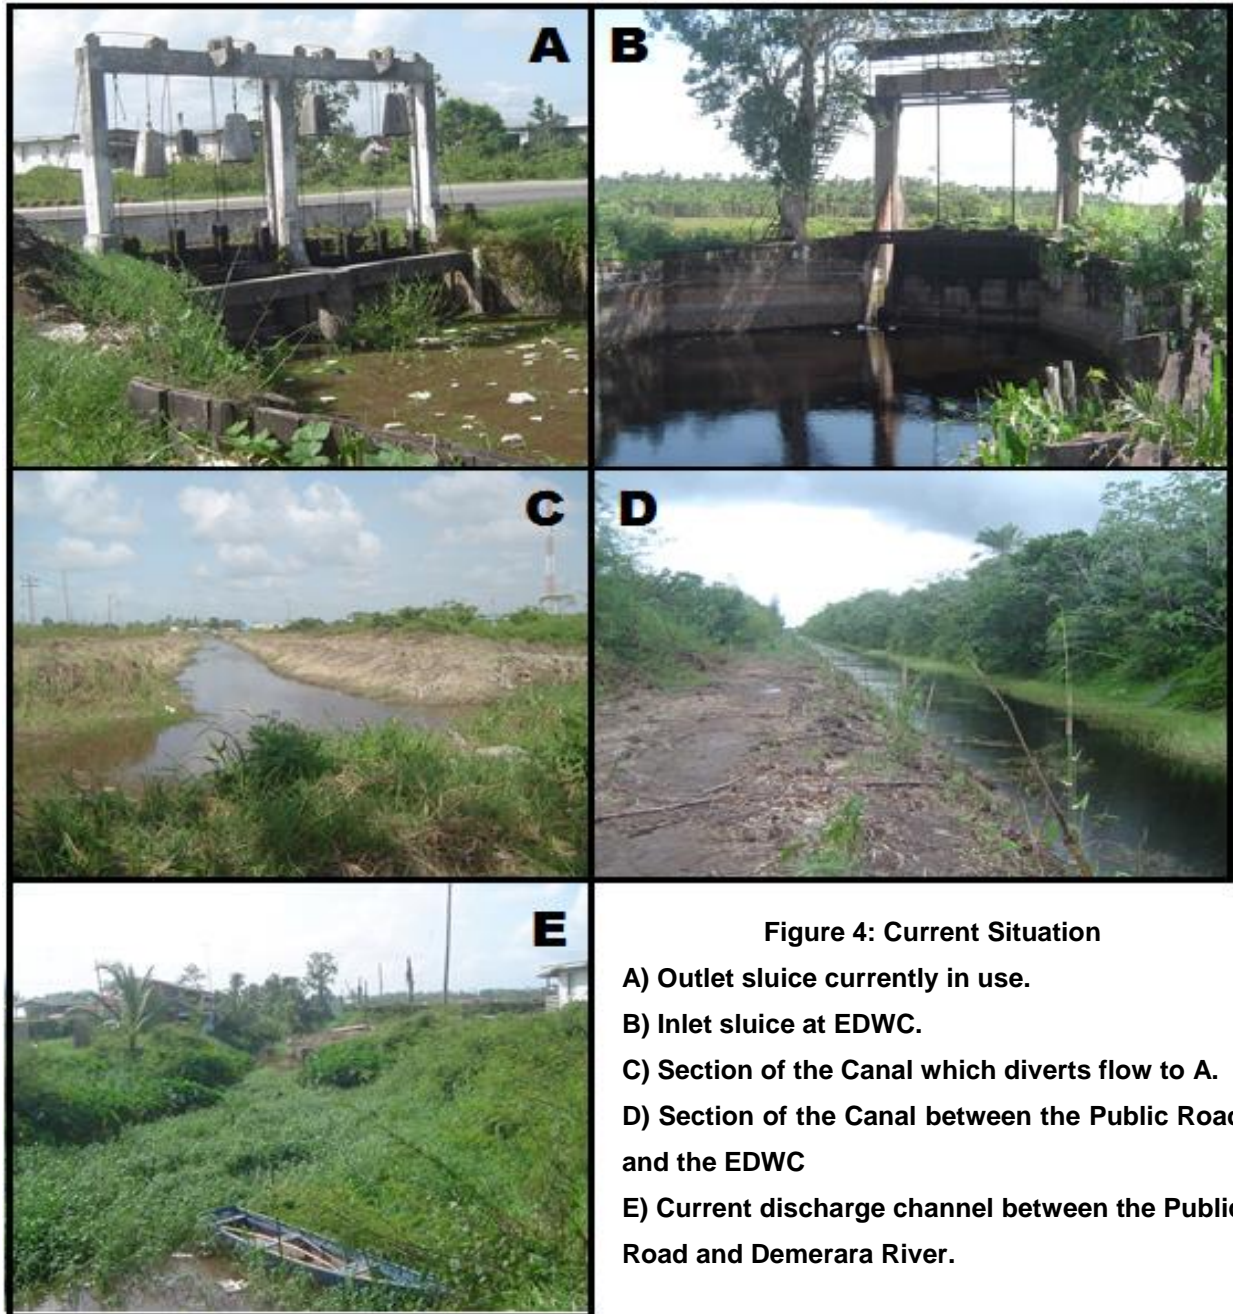 A
B
C
D
E
Figure 4: Current Situation
A) Outlet sluice currently in use.
B) Inlet sluice at EDWC.
C) Section of the Canal which diverts flow to A.
D) Section of the Canal between the Public Road
and the EDWC
E) Current discharge channel between the Public
Road and Demerara River.